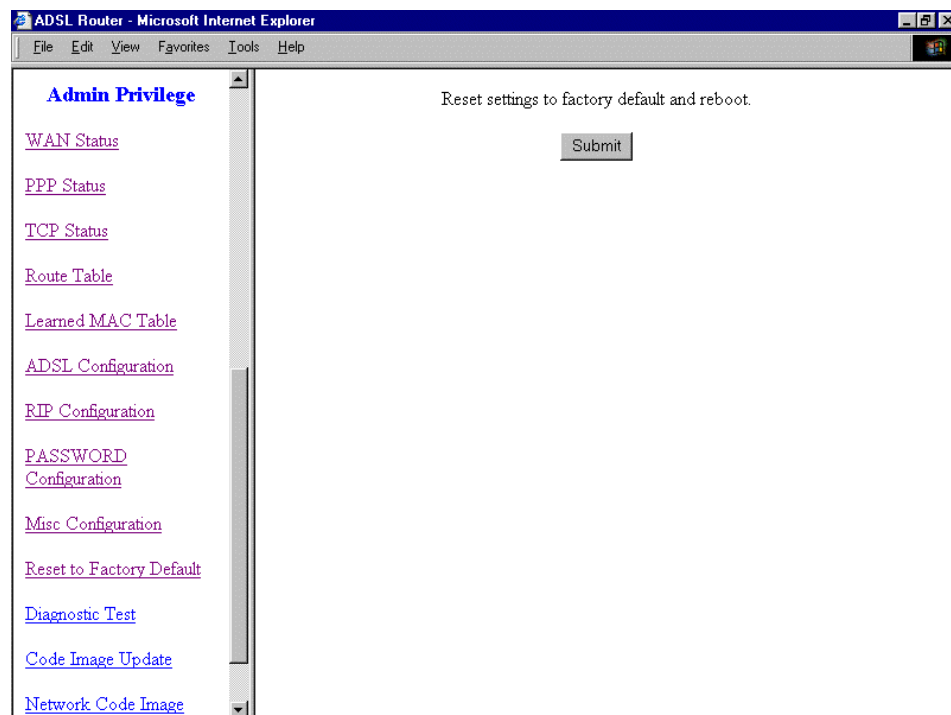 ADSL Router - Microsoft Internet Explorer
File Edit View Favorites Tools Help
Admin Privilege
WAN Status
PPP Status
TCP Status
Route Table
Learned MAC Table
ADSL Configuration
RIP Configuration
PASSWORD
Configuration
Misc Configuration
Reset to Factory Default
Diagnostic Test
Code Image Update
Network Code Image
Reset settings to factory default and reboot.
Submit